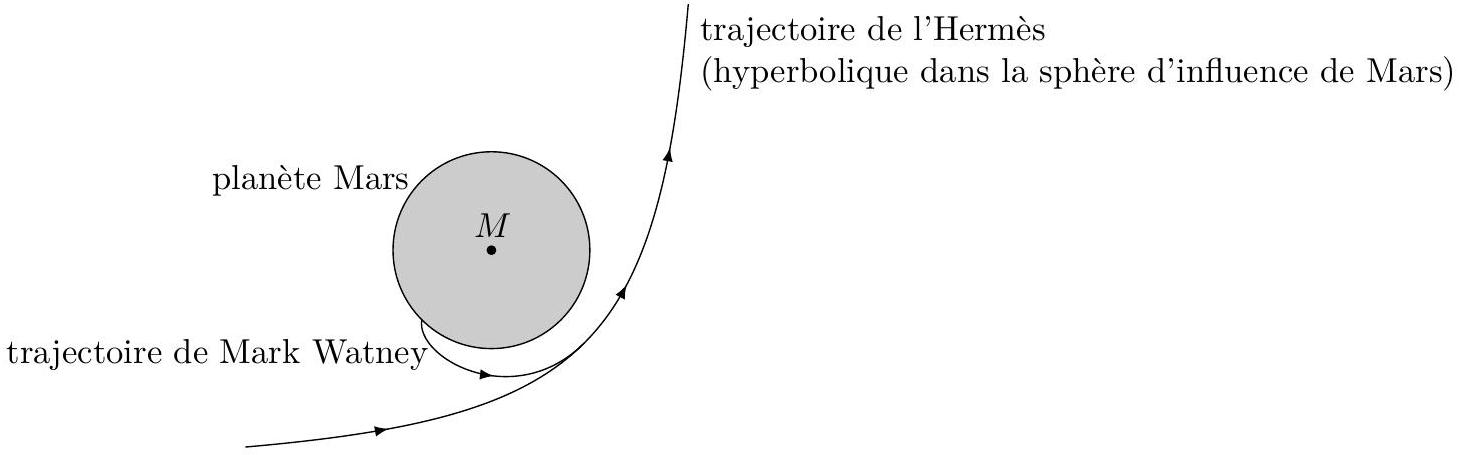 trajectoire de l'Hermès
(hyperbolique dans la sphère d'influence de Mars)
planète Mars
M
trajectoire de Mark Watney